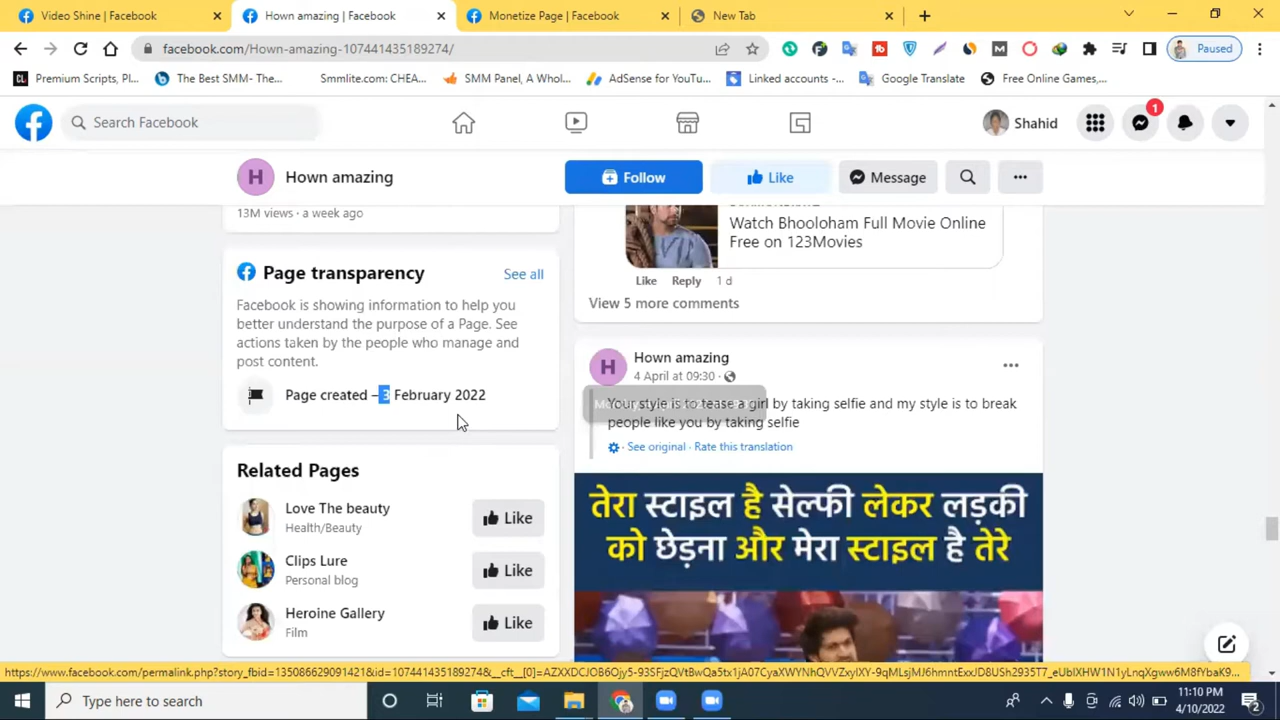 Video Shine | Facebook
Hown amazing | Facebook
Monetize Page | Facebook
New Tab
facebook.com/Hown-amazing-107441435189274/
Paused
Premium Scripts, Pl...
The Best SMM- The...
Smmlite.com: CHEA...
SMM Panel, A Whol...
AdSense for YouTu...
Linked accounts -...
Google Translate
Free Online Games,...
Search Facebook
Shahid
1
H
Hown amazing
Follow
Like
Message
13M views · a week ago
Page transparency
See all
Facebook is showing information to help you
better understand the purpose of a Page. See
actions taken by the people who manage and
post content.
Page created – 3 February 2022
Related Pages
Love The beauty
Health/Beauty
Like
Clips Lure
Personal blog
Like
Heroine Gallery
Film
Like
Watch Bhooloham Full Movie Online
Free on 123Movies
Like Reply 1 d
View 5 more comments
H
Hown amazing
4 April at 09:30
Your style is to tease a girl by taking selfie and my style is to break
people like you by taking selfie
See original · Rate this translation
तेरा स्टाइल है सेल्फी लेकर लड़की
को छेड़ना और मेरा स्टाइल है तेरे
Type here to search
11:10 PM
4/10/2022
2